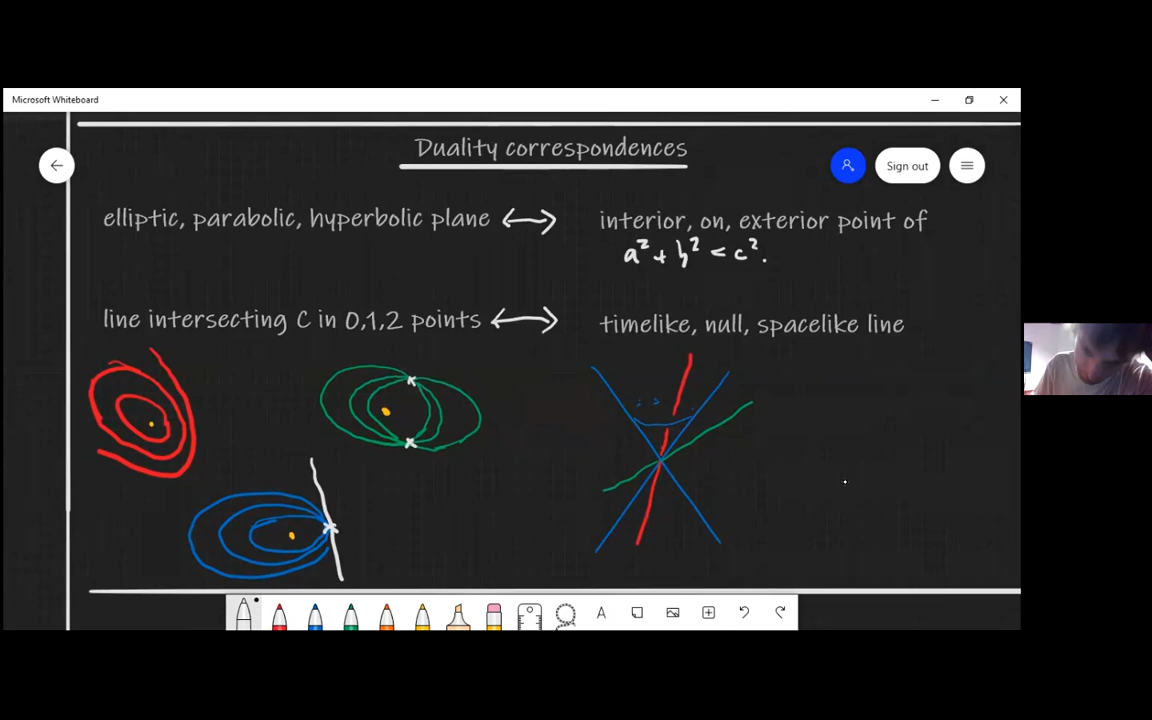 Microsoft Whiteboard
Duality correspondences
Sign out
elliptic, parabolic, hyperbolic plane ⟷ interior, on, exterior point of
a² + b² < c².
line intersecting C in 0,1,2 points ⟷ timelike, null, spacelike line
A